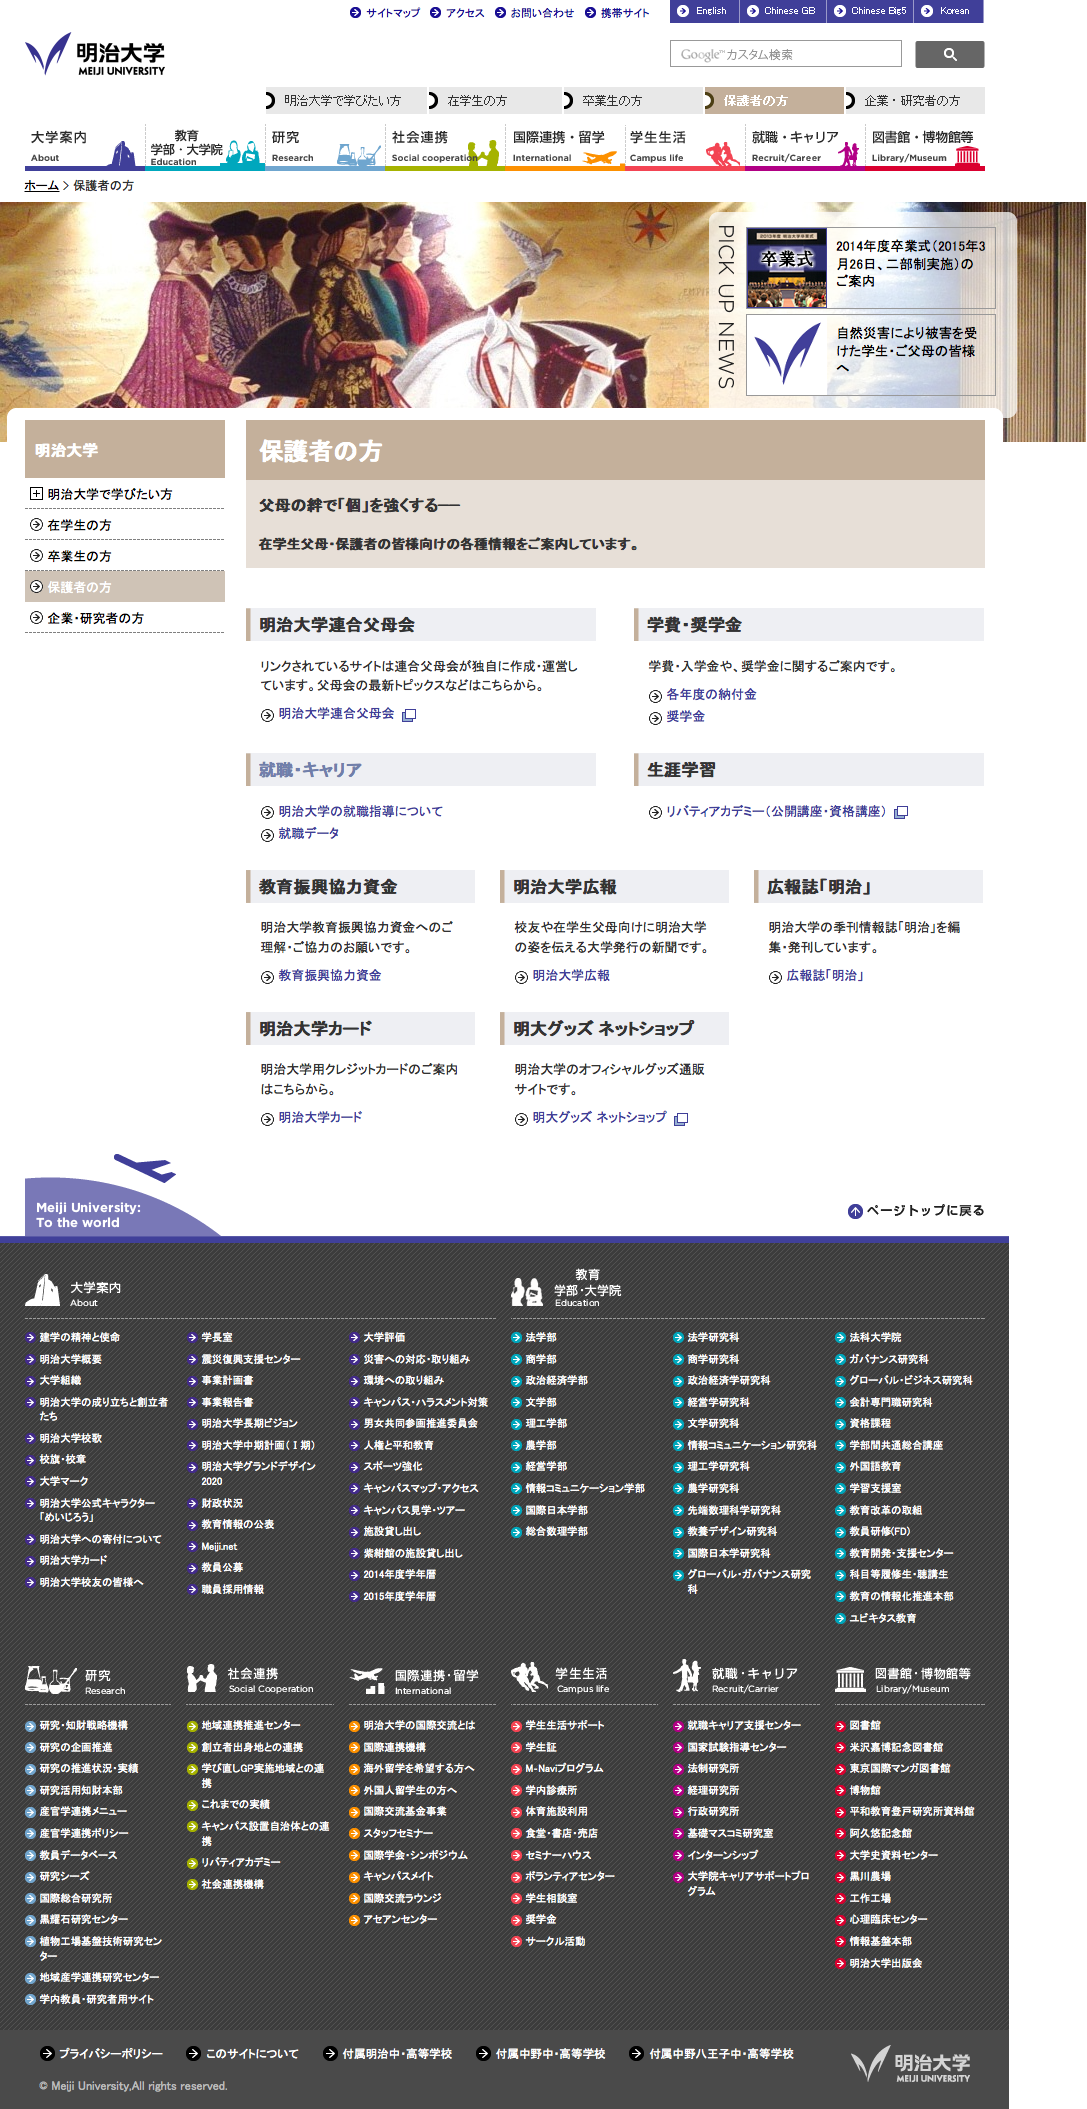 サイトマップ アクセス お問い合わせ 携帯サイト English Chinese GB Chinese Big5 Korean
明治大学
MEIJI UNIVERSITY
Google™カスタム検索
明治大学で学びたい方 在学生の方 卒業生の方 保護者の方 企業・研究者の方
大学案内
About
教育
学部・大学院
Education
研究
Research
社会連携
Social cooperation
国際連携・留学
International
学生生活
Campus life
就職・キャリア
Recruit/Career
図書館・博物館等
Library/Museum
ホーム > 保護者の方
PICK UP NEWS
2013年度 明治大学卒業式
卒業式
2014年度卒業式(2015年3
月26日、二部制実施)の
ご案内
自然災害により被害を受
けた学生・ご父母の皆様
へ
明治大学
明治大学で学びたい方
在学生の方
卒業生の方
保護者の方
企業・研究者の方
保護者の方
父母の絆で「個」を強くする──
在学生父母・保護者の皆様向けの各種情報をご案内しています。
明治大学連合父母会
リンクされているサイトは連合父母会が独自に作成・運営し
ています。父母会の最新トピックスなどはこちらから。
明治大学連合父母会
学費・奨学金
学費・入学金や、奨学金に関するご案内です。
各年度の納付金
奨学金
就職・キャリア
明治大学の就職指導について
就職データ
生涯学習
リバティアカデミー(公開講座・資格講座)
教育振興協力資金
明治大学教育振興協力資金へのご
理解・ご協力のお願いです。
教育振興協力資金
明治大学広報
校友や在学生父母向けに明治大学
の姿を伝える大学発行の新聞です。
明治大学広報
広報誌「明治」
明治大学の季刊情報誌「明治」を編
集・発刊しています。
広報誌「明治」
明治大学カード
明治大学用クレジットカードのご案内
はこちらから。
明治大学カード
明大グッズ ネットショップ
明治大学のオフィシャルグッズ通販
サイトです。
明大グッズ ネットショップ
Meiji University:
To the world
ページトップに戻る
大学案内
About
建学の精神と使命
明治大学概要
大学組織
明治大学の成り立ちと創立者
たち
明治大学校歌
校旗・校章
大学マーク
明治大学公式キャラクター
「めいじろう」
明治大学への寄付について
明治大学カード
明治大学校友の皆様へ
学長室
震災復興支援センター
事業計画書
事業報告書
明治大学長期ビジョン
明治大学中期計画(Ⅰ期)
明治大学グランドデザイン
2020
財政状況
教育情報の公表
Meiji.net
教員公募
職員採用情報
大学評価
災害への対応・取り組み
環境への取り組み
キャンパス・ハラスメント対策
男女共同参画推進委員会
人権と平和教育
スポーツ強化
キャンパスマップ・アクセス
キャンパス見学・ツアー
施設貸し出し
紫紺館の施設貸し出し
2014年度学年暦
2015年度学年暦
教育
学部・大学院
Education
法学部
商学部
政治経済学部
文学部
理工学部
農学部
経営学部
情報コミュニケーション学部
国際日本学部
総合数理学部
法学研究科
商学研究科
政治経済学研究科
経営学研究科
文学研究科
情報コミュニケーション研究科
理工学研究科
農学研究科
先端数理科学研究科
教養デザイン研究科
国際日本学研究科
グローバル・ガバナンス研究
科
法科大学院
ガバナンス研究科
グローバル・ビジネス研究科
会計専門職研究科
資格課程
学部間共通総合講座
外国語教育
学習支援室
教育改革の取組
教員研修(FD)
教育開発・支援センター
科目等履修生・聴講生
教育の情報化推進本部
ユビキタス教育
研究
Research
研究・知財戦略機構
研究の企画推進
研究の推進状況・実績
研究活用知財本部
産官学連携メニュー
産官学連携ポリシー
教員データベース
研究シーズ
国際総合研究所
黒耀石研究センター
植物工場基盤技術研究セン
ター
地域産学連携研究センター
学内教員・研究者用サイト
社会連携
Social Cooperation
地域連携推進センター
創立者出身地との連携
学び直しGP実施地域との連
携
これまでの実績
キャンパス設置自治体との連
携
リバティアカデミー
社会連携機構
国際連携・留学
International
明治大学の国際交流とは
国際連携機構
海外留学を希望する方へ
外国人留学生の方へ
国際交流基金事業
スタッフセミナー
国際学会・シンポジウム
キャンパスメイト
国際交流ラウンジ
アセアンセンター
学生生活
Campus life
学生生活サポート
学生証
M-Naviプログラム
学内診療所
体育施設利用
食堂・書店・売店
セミナーハウス
ボランティアセンター
学生相談室
奨学金
サークル活動
就職・キャリア
Recruit/Carrier
就職キャリア支援センター
国家試験指導センター
法制研究所
経理研究所
行政研究所
基礎マスコミ研究室
インターンシップ
大学院キャリアサポートプロ
グラム
図書館・博物館等
Library/Museum
図書館
米沢嘉博記念図書館
東京国際マンガ図書館
博物館
平和教育登戸研究所資料館
阿久悠記念館
大学史資料センター
黒川農場
工作工場
心理臨床センター
情報基盤本部
明治大学出版会
プライバシーポリシー このサイトについて 付属明治中・高等学校 付属中野中・高等学校 付属中野八王子中・高等学校
© Meiji University,All rights reserved.
明治大学
MEIJI UNIVERSITY